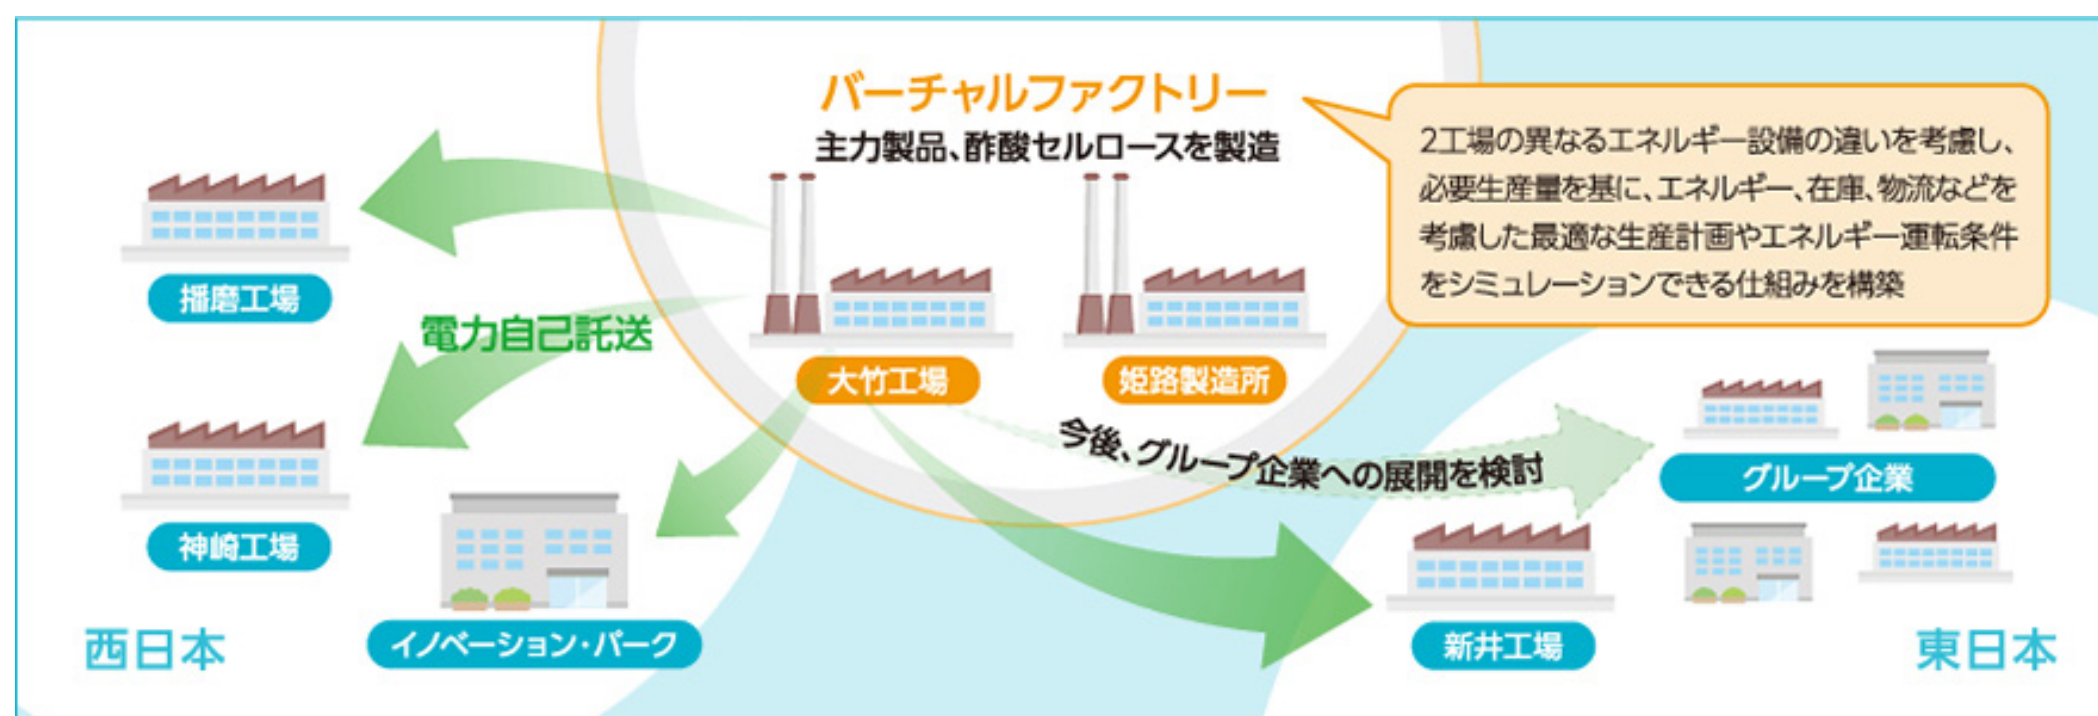 バーチャルファクトリー
主力製品、酢酸セルロースを製造
2工場の異なるエネルギー設備の違いを考慮し、
必要生産量を基に、エネルギー、在庫、物流などを
考慮した最適な生産計画やエネルギー運転条件
をシミュレーションできる仕組みを構築
播磨工場
電力自己託送
大竹工場
姫路製造所
今後、グループ企業への展開を検討
グループ企業
神崎工場
イノベーション・パーク
新井工場
西日本
東日本